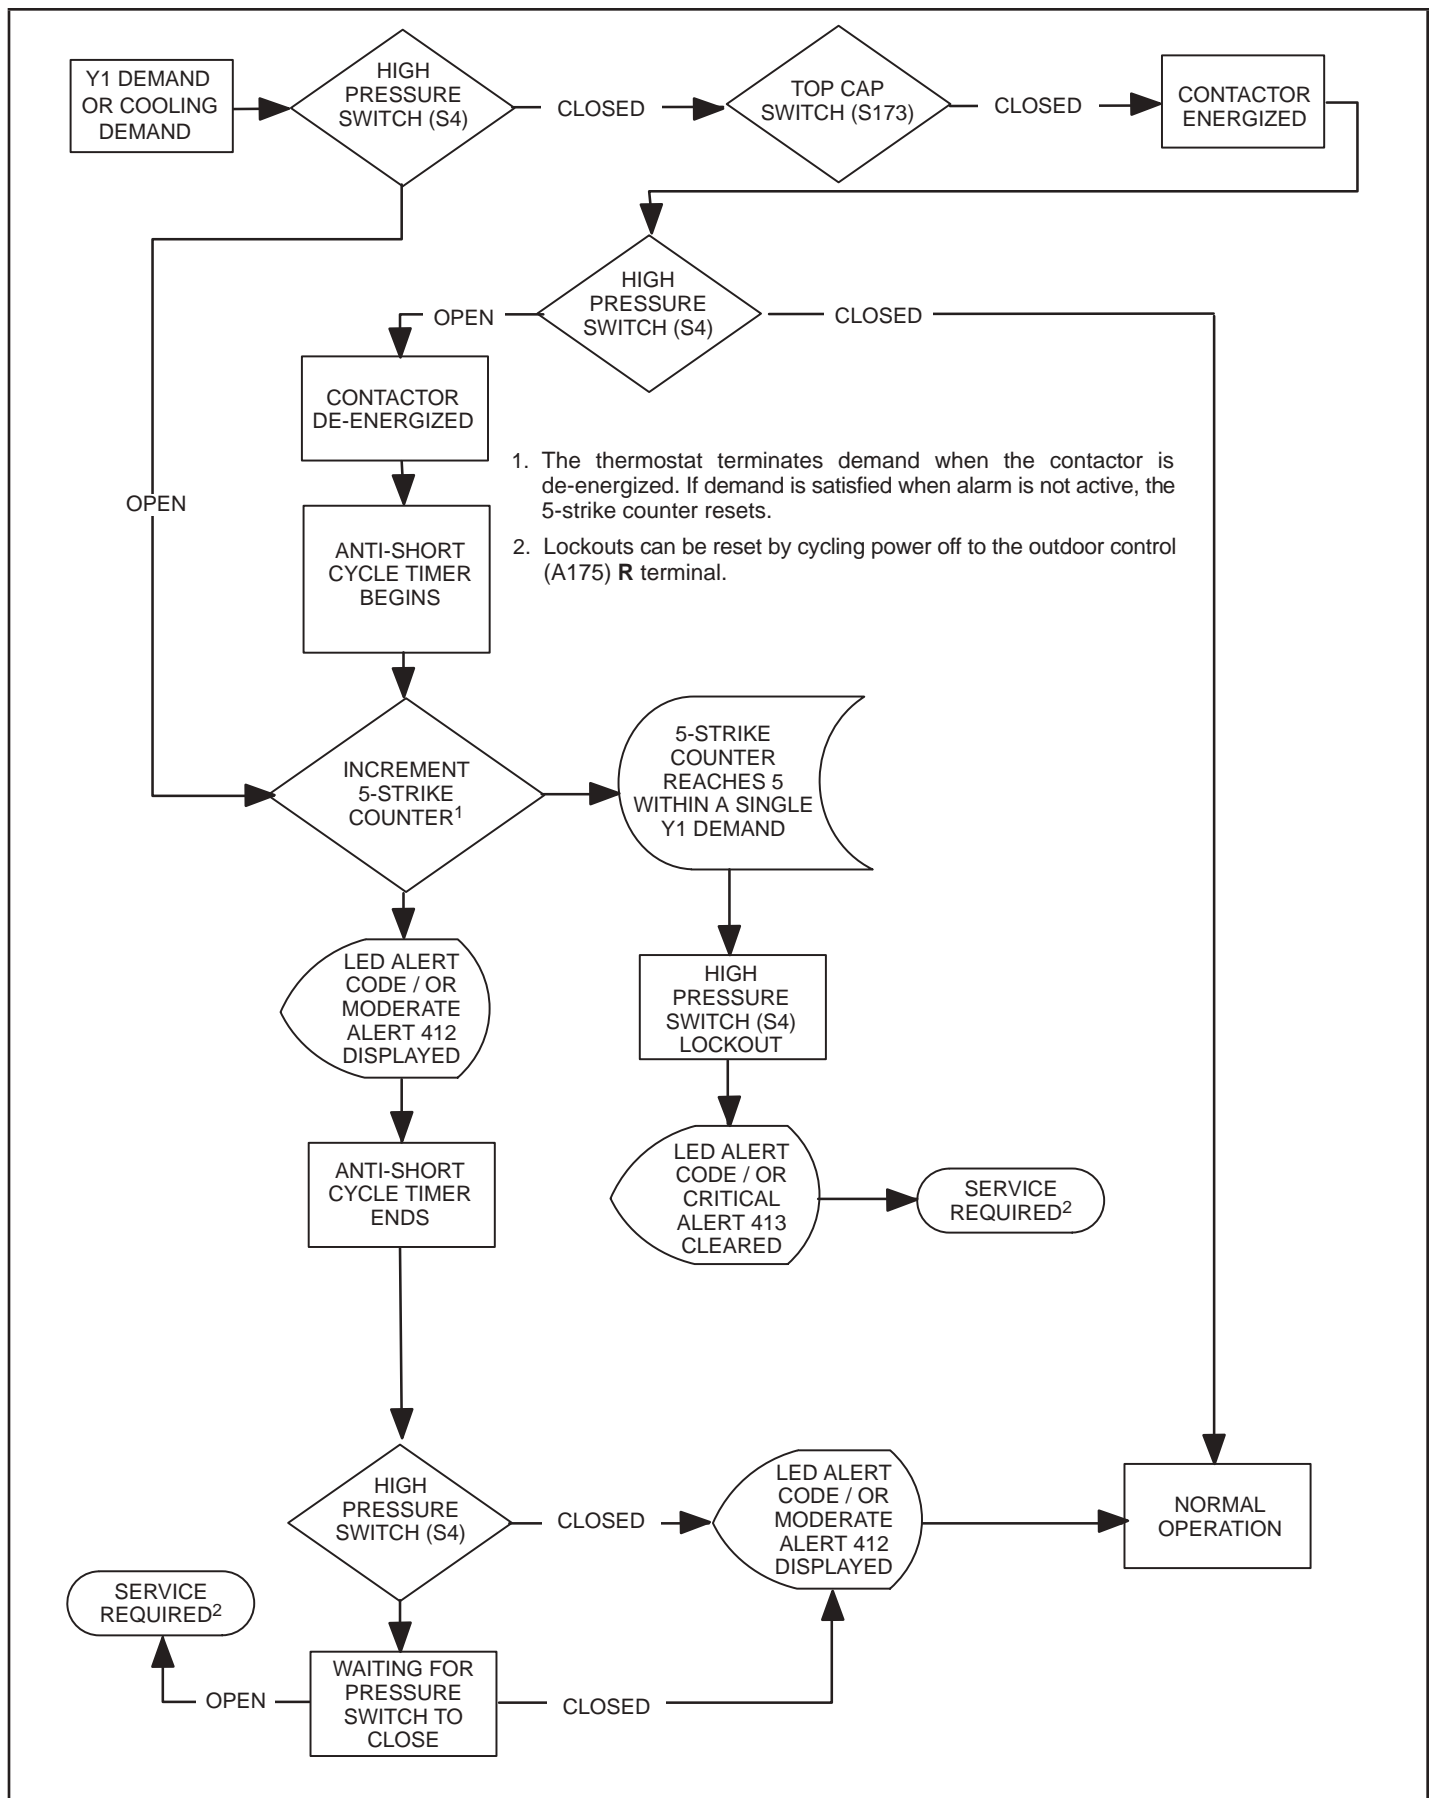 Y1 DEMAND
OR COOLING
DEMAND
HIGH
PRESSURE
SWITCH (S4)
CLOSED
TOP CAP
SWITCH (S173)
CLOSED
CONTACTOR
ENERGIZED
HIGH
PRESSURE
SWITCH (S4)
OPEN
CLOSED
CONTACTOR
DE-ENERGIZED
1. The thermostat terminates demand when the contactor is
de-energized. If demand is satisfied when alarm is not active, the
5-strike counter resets.
2. Lockouts can be reset by cycling power off to the outdoor control
(A175) R terminal.
OPEN
ANTI-SHORT
CYCLE TIMER
BEGINS
INCREMENT
5-STRIKE
COUNTER1
5-STRIKE
COUNTER
REACHES 5
WITHIN A SINGLE
Y1 DEMAND
LED ALERT
CODE / OR
MODERATE
ALERT 412
DISPLAYED
HIGH
PRESSURE
SWITCH (S4)
LOCKOUT
ANTI-SHORT
CYCLE TIMER
ENDS
LED ALERT
CODE / OR
CRITICAL
ALERT 413
CLEARED
SERVICE
REQUIRED2
HIGH
PRESSURE
SWITCH (S4)
CLOSED
LED ALERT
CODE / OR
MODERATE
ALERT 412
DISPLAYED
NORMAL
OPERATION
SERVICE
REQUIRED2
OPEN
WAITING FOR
PRESSURE
SWITCH TO
CLOSE
CLOSED